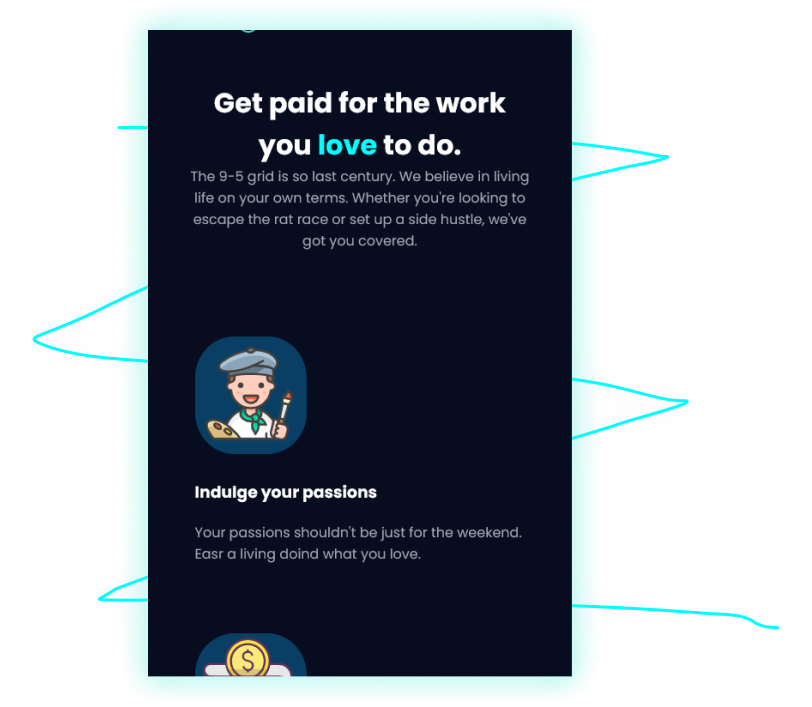 Get paid for the work
you love to do.
The 9-5 grid is so last century. We believe in living
life on your own terms. Whether you're looking to
escape the rat race or set up a side hustle, we've
got you covered.
Indulge your passions
Your passions shouldn't be just for the weekend.
Easr a living doind what you love.
$